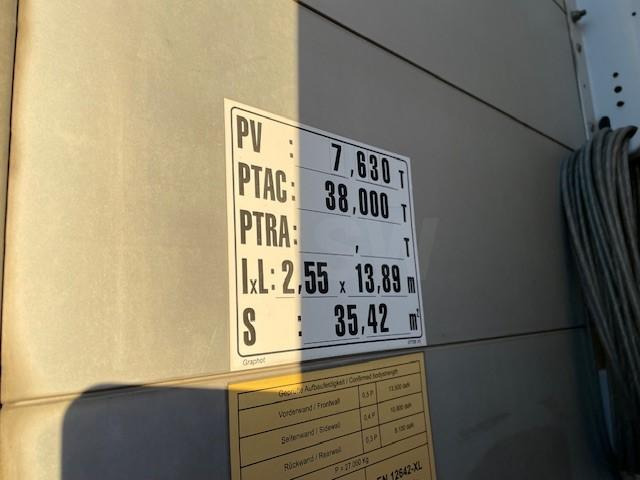 PV : 7,630 T
PTAC: 38,000 T
PTRA: , T
IxL: 2,55 x 13,89 m
S : 35,42 m²
Graphot
Geprüfte Aufbaufestigkeit / Confirmed bodystrength
Vorderwand / Frontwall 0,5 P 13.500 daN
Seitenwand / Sidewall 0,4 P 10.800 daN
Rückwand / Rearwall 0,3 P 8.100 daN
P = 27.000 Kg
EN 12642-XL